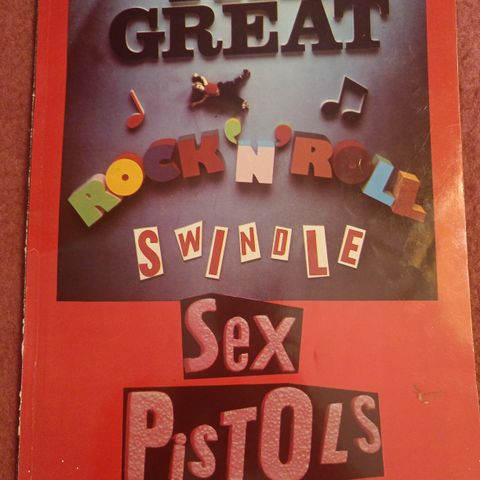 GREAT
ROCK'N'ROLL
SWINDLE
Sex
PiSTOLS